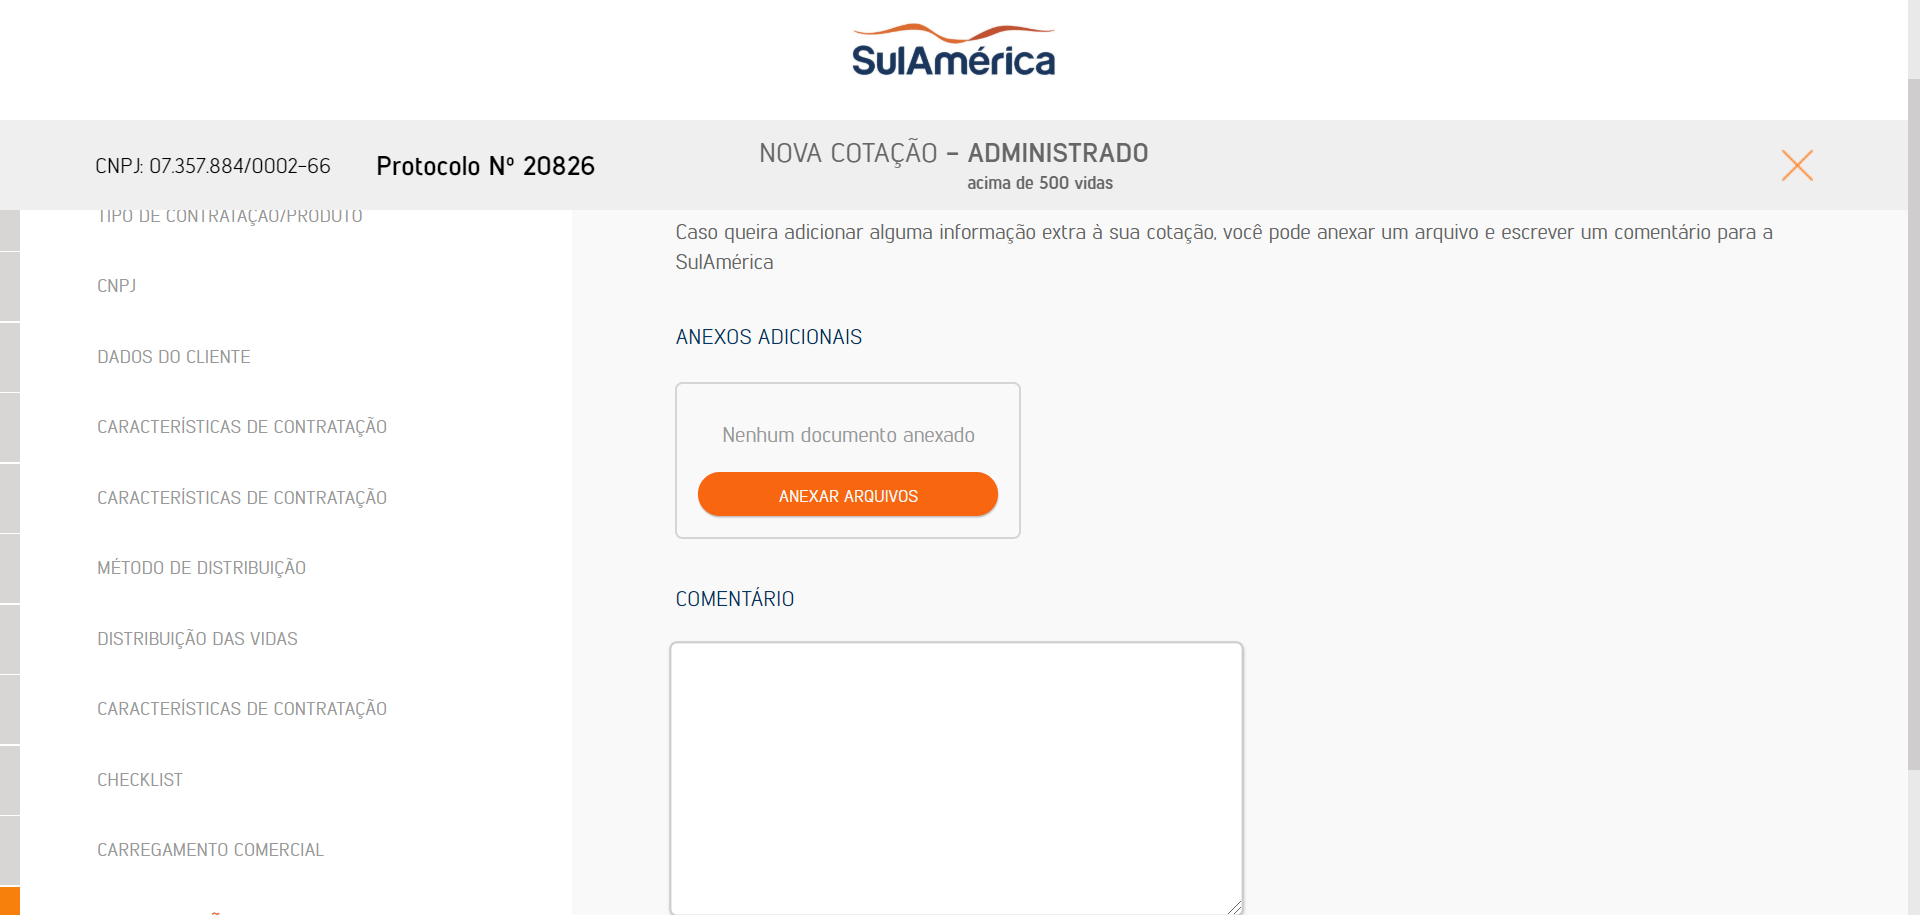 SulAmérica
CNPJ: 07.357.884/0002-66
Protocolo Nº 20826
NOVA COTAÇÃO - ADMINISTRADO
acima de 500 vidas
TIPO DE CONTRATAÇÃO/PRODUTO
CNPJ
DADOS DO CLIENTE
CARACTERÍSTICAS DE CONTRATAÇÃO
CARACTERÍSTICAS DE CONTRATAÇÃO
MÉTODO DE DISTRIBUIÇÃO
DISTRIBUIÇÃO DAS VIDAS
CARACTERÍSTICAS DE CONTRATAÇÃO
CHECKLIST
CARREGAMENTO COMERCIAL
Caso queira adicionar alguma informação extra à sua cotação, você pode anexar um arquivo e escrever um comentário para a
SulAmérica
ANEXOS ADICIONAIS
Nenhum documento anexado
ANEXAR ARQUIVOS
COMENTÁRIO